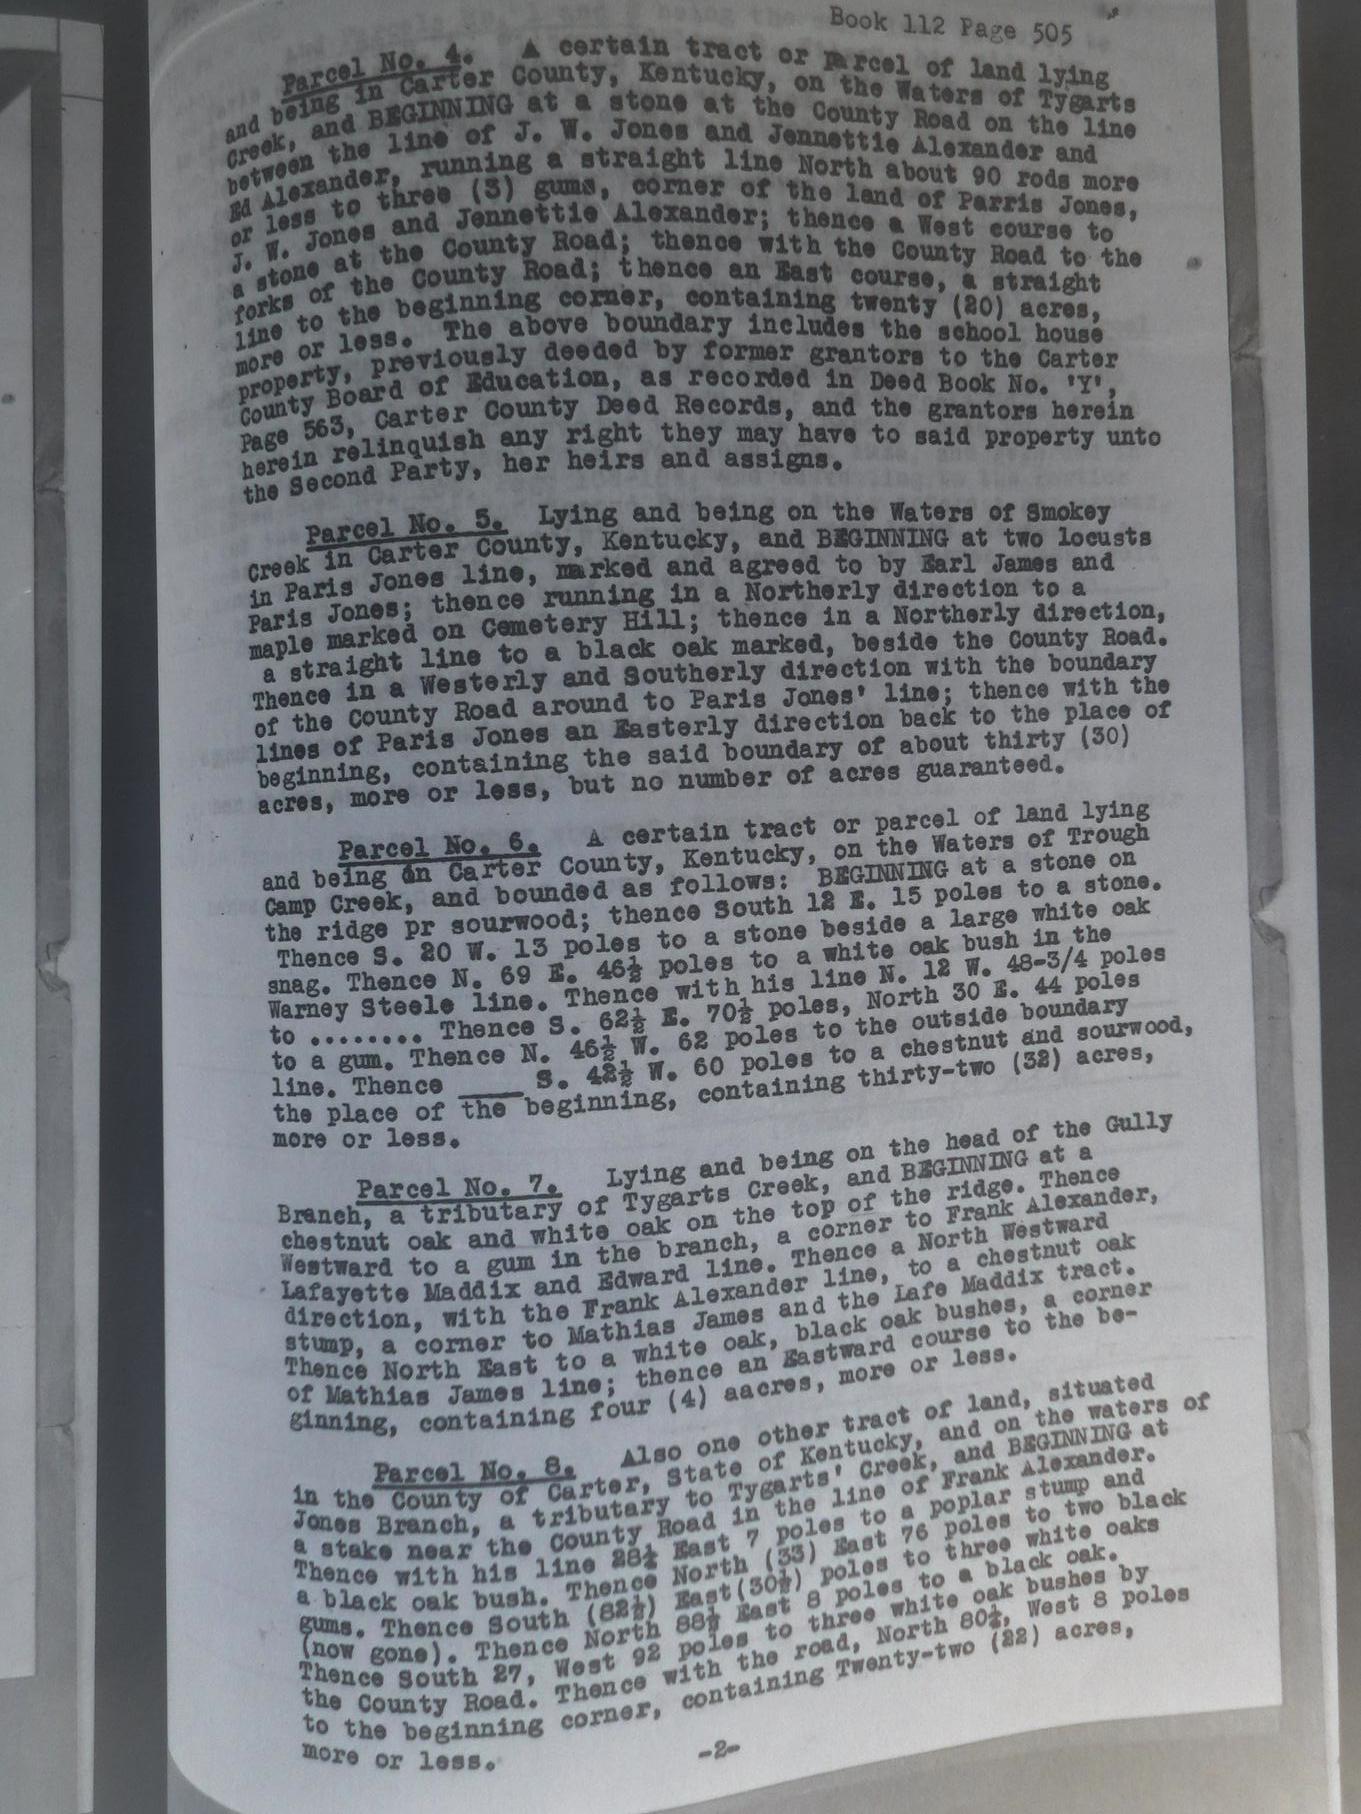 Book 112 Page 505
Parcel No. 4. A certain tract or parcel of land lying
and being in Carter County, Kentucky, on the Waters of Tygarts
Creek, and BEGINNING at a stone at the County Road on the line
between the line of J. W. Jones and Jennettie Alexander and
Ed Alexander, running a straight line North about 90 rods more
or less to three (3) gums, corner of the land of Parris Jones,
J. W. Jones and Jennettie Alexander; thence a West course to
a stone at the County Road; thence with the County Road to the
forks of the County Road; thence an East course, a straight
line to the beginning corner, containing twenty (20) acres,
more or less. The above boundary includes the school house
property, previously deeded by former grantors to the Carter
County Board of Education, as recorded in Deed Book No. 'Y',
Page 563, Carter County Deed Records, and the grantors herein
herein relinquish any right they may have to said property unto
the Second Party, her heirs and assigns.
Parcel No. 5. Lying and being on the Waters of Smokey
Creek in Carter County, Kentucky, and BEGINNING at two locusts
in Paris Jones line, marked and agreed to by Earl James and
Paris Jones; thence running in a Northerly direction to a
maple marked on Cemetery Hill; thence in a Northerly direction,
a straight line to a black oak marked, beside the County Road.
Thence in a Westerly and Southerly direction with the boundary
of the County Road around to Paris Jones' line; thence with the
lines of Paris Jones an Easterly direction back to the place of
beginning, containing the said boundary of about thirty (30)
acres, more or less, but no number of acres guaranteed.
Parcel No. 6. A certain tract or parcel of land lying
and being in Carter County, Kentucky, on the Waters of Trough
Camp Creek, and bounded as follows: BEGINNING at a stone on
the ridge pr sourwood; thence South 12 E. 15 poles to a stone.
Thence S. 20 W. 13 poles to a stone beside a large white oak
snag. Thence N. 69 E. 46½ poles to a white oak bush in the
Warney Steele line. Thence with his line N. 12 W. 48-3/4 poles
to ........ Thence S. 62½ E. 70½ poles, North 30 E. 44 poles
to a gum. Thence N. 46½ W. 62 poles to the outside boundary
line. Thence ____ S. 42½ W. 60 poles to a chestnut and sourwood,
the place of the beginning, containing thirty-two (32) acres,
more or less.
Parcel No. 7. Lying and being on the head of the Gully
Branch, a tributary of Tygarts Creek, and BEGINNING at a
chestnut oak and white oak on the top of the ridge. Thence
Westward to a gum in the branch, a corner to Frank Alexander,
Lafayette Maddix and Edward line. Thence a North Westward
direction, with the Frank Alexander line, to a chestnut oak
stump, a corner to Mathias James and the Lafe Maddix tract.
Thence North East to a white oak, black oak bushes, a corner
of Mathias James line; thence an Eastward course to the be-
ginning, containing four (4) aacres, more or less.
Parcel No. 8. Also one other tract of land, situated
in the County of Carter, State of Kentucky, and on the waters of
Jones Branch, a tributary to Tygarts' Creek, and BEGINNING at
a stake near the County Road in the line of Frank Alexander.
Thence with his line 28½ East 7 poles to a poplar stump and
a black oak bush. Thence North (33) East 76 poles to two black
gums. Thence South (82½) East(30½) poles to three white oaks
(now gone). Thence North 88½ East 8 poles to a black oak.
Thence South 27, West 92 poles to three white oak bushes by
the County Road. Thence with the road, North 80½, West 8 poles
to the beginning corner, containing Twenty-two (22) acres,
more or less.
-2-